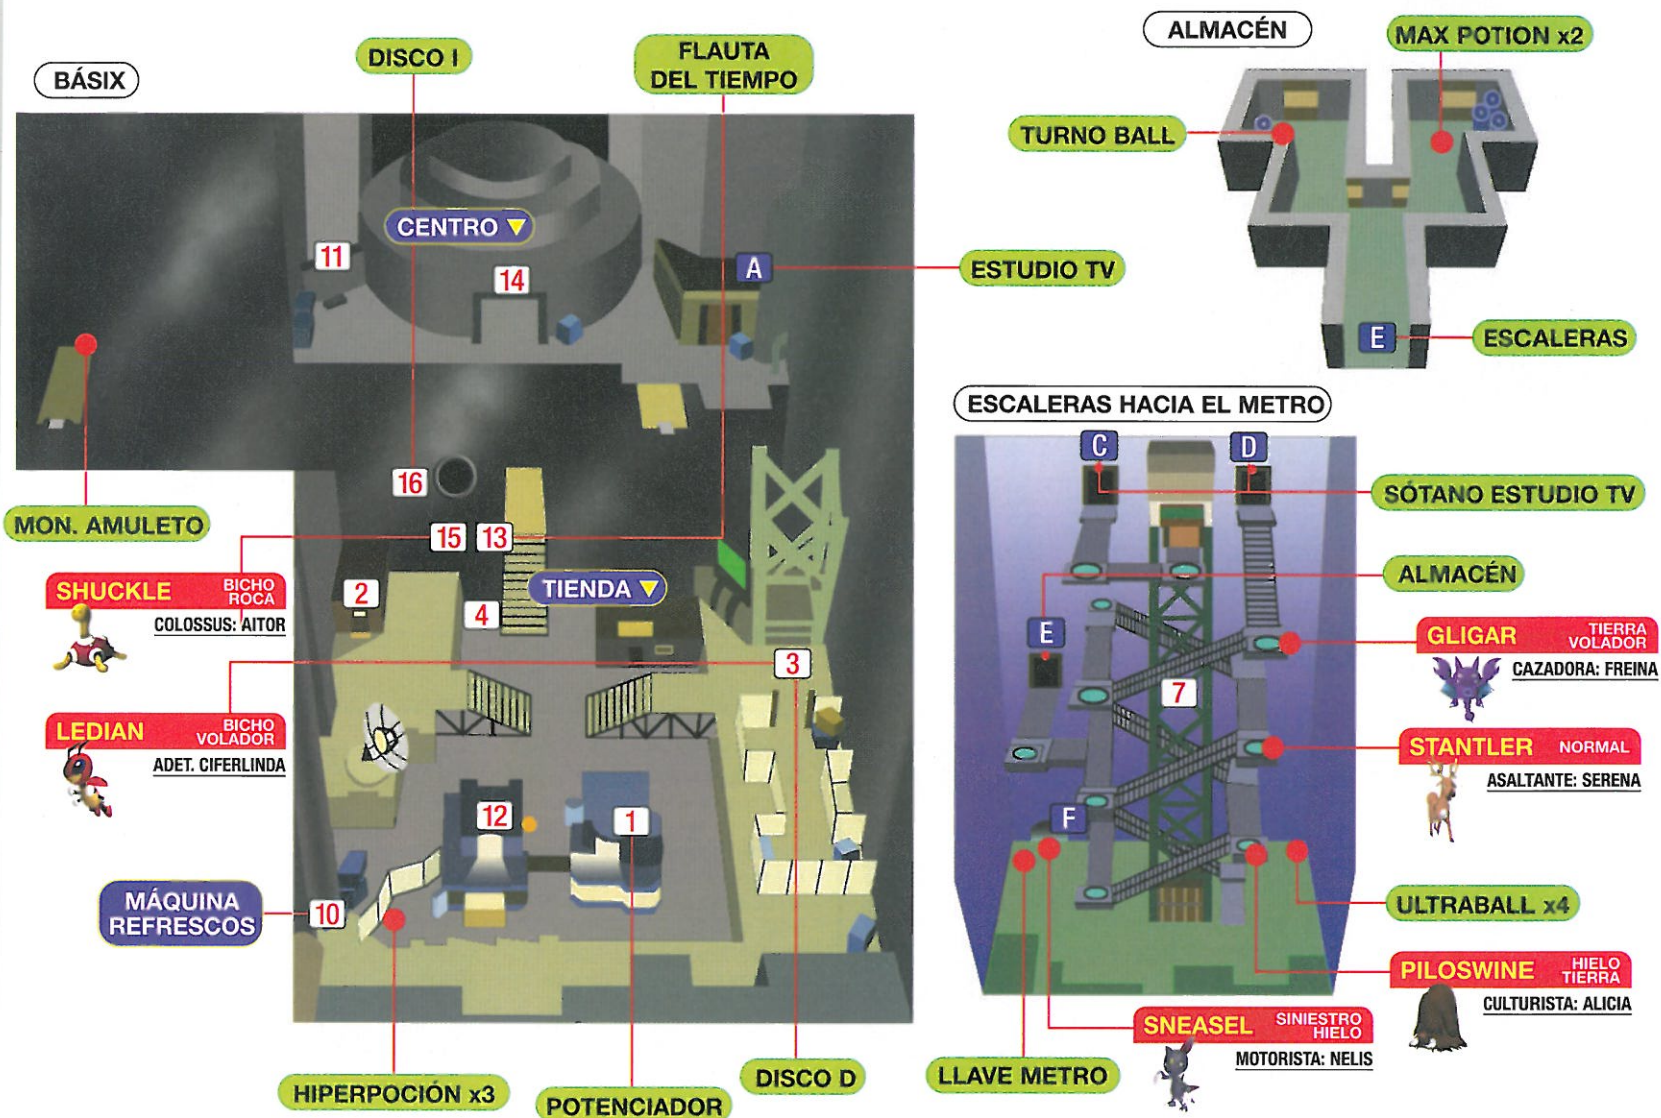 BÁSIX
DISCO I
FLAUTA
DEL TIEMPO
CENTRO
11
14
A
ESTUDIO TV
MON. AMULETO
16
15
13
SHUCKLE
BICHO
ROCA
COLOSSUS: AITOR
2
4
TIENDA
3
LEDIAN
BICHO
VOLADOR
ADET. CIFERLINDA
12
1
MÁQUINA
REFRESCOS
10
HIPERPOCIÓN x3
POTENCIADOR
DISCO D
ALMACÉN
MAX POTION x2
TURNO BALL
E
ESCALERAS
ESCALERAS HACIA EL METRO
C
D
SÓTANO ESTUDIO TV
ALMACÉN
E
GLIGAR
TIERRA
VOLADOR
CAZADORA: FREINA
7
STANTLER
NORMAL
ASALTANTE: SERENA
F
ULTRABALL x4
PILOSWINE
HIELO
TIERRA
CULTURISTA: ALICIA
SNEASEL
SINIESTRO
HIELO
MOTORISTA: NELIS
LLAVE METRO